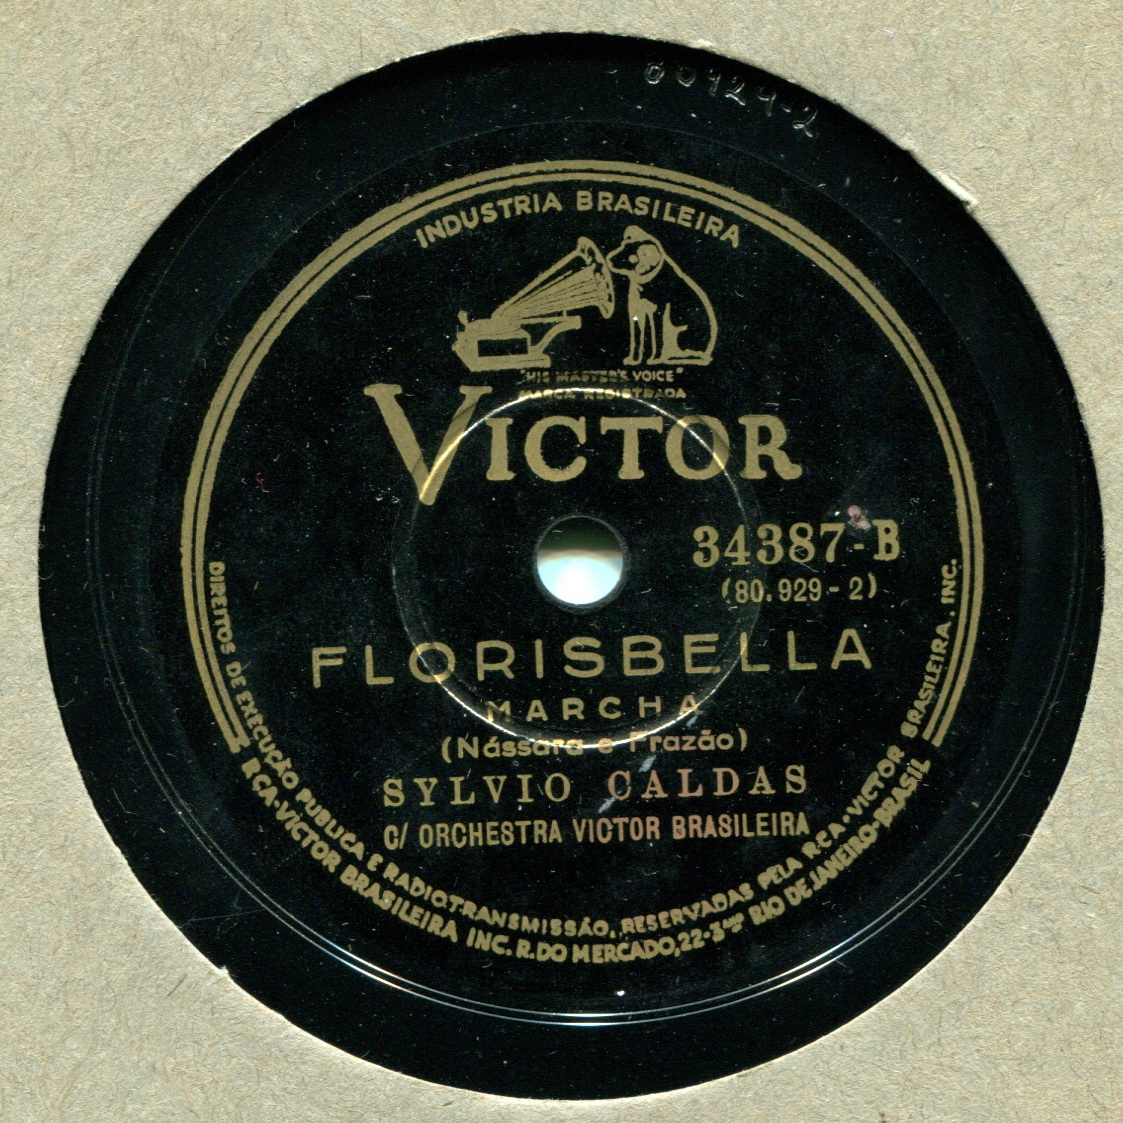 80929-2
INDUSTRIA BRASILEIRA
"HIS MASTER'S VOICE"
MARCA REGISTRADA
VICTOR
34387-B
(80.929-2)
FLORISBELLA
MARCHA
(Nássara e Frazão)
SYLVIO CALDAS
C/ ORCHESTRA VICTOR BRASILEIRA
DIREITOS DE EXECUÇÃO PUBLICA E RADIOTRANSMISSÃO, RESERVADAS PELA R.C.A.-VICTOR BRASILEIRA, INC.
RCA-VICTOR BRASILEIRA INC. R. DO MERCADO, 22-3º RIO DE JANEIRO-BRASIL